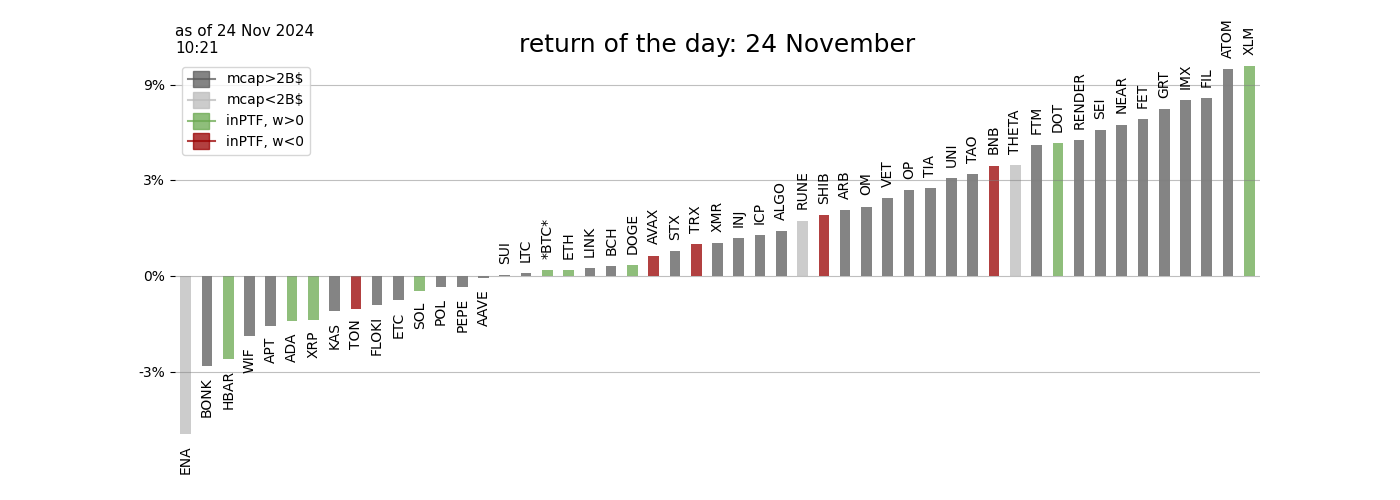 as of 24 Nov 2024
10:21
return of the day: 24 November
mcap>2B$
mcap<2B$
inPTF, w>0
inPTF, w<0
9%
3%
0%
-3%
ENA
BONK
HBAR
WIF
APT
ADA
XRP
KAS
TON
FLOKI
ETC
SOL
POL
PEPE
AAVE
SUI
LTC
*BTC*
ETH
LINK
BCH
DOGE
AVAX
STX
TRX
XMR
INJ
ICP
ALGO
RUNE
SHIB
ARB
OM
VET
OP
TIA
UNI
TAO
BNB
THETA
FTM
DOT
RENDER
SEI
NEAR
FET
GRT
IMX
FIL
ATOM
XLM